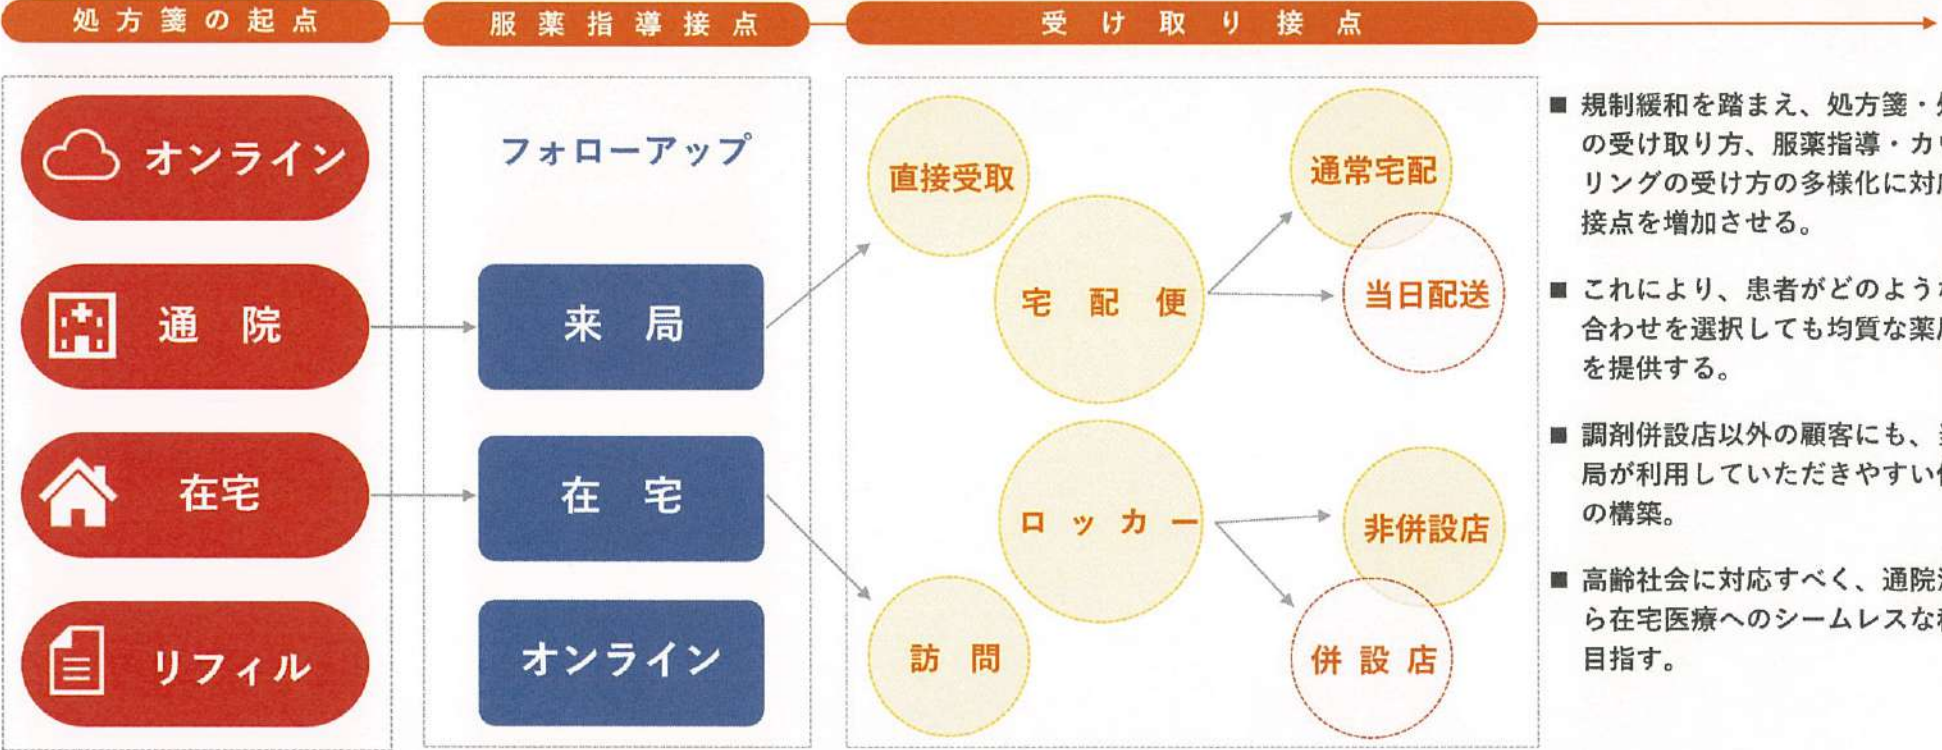 処方箋の起点
服薬指導接点
受け取り接点
オンライン
通院
在宅
リフィル
フォローアップ
来局
在宅
オンライン
直接受取
宅配便
通常宅配
当日配送
ロッカー
非併設店
併設店
訪問
■ 規制緩和を踏まえ、処方箋・
の受け取り方、服薬指導・カ
リングの受け方の多様化に対
接点を増加させる。
■ これにより、患者がどのよう
合わせを選択しても均質な薬
を提供する。
■ 調剤併設店以外の顧客にも、
局が利用していただきやすい
の構築。
■ 高齢社会に対応すべく、通院
ら在宅医療へのシームレスな
目指す。